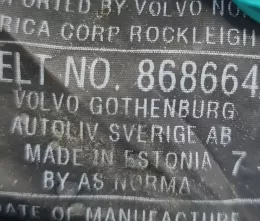 PORTED BY VOLVO NO
RICA CORP ROCKLEIGH
ELT NO. 868664
VOLVO GOTHENBURG
AUTOLIV SVERIGE AB
MADE IN ESTONIA 7
BY AS NORMA
DATE OF MANUFACTURE